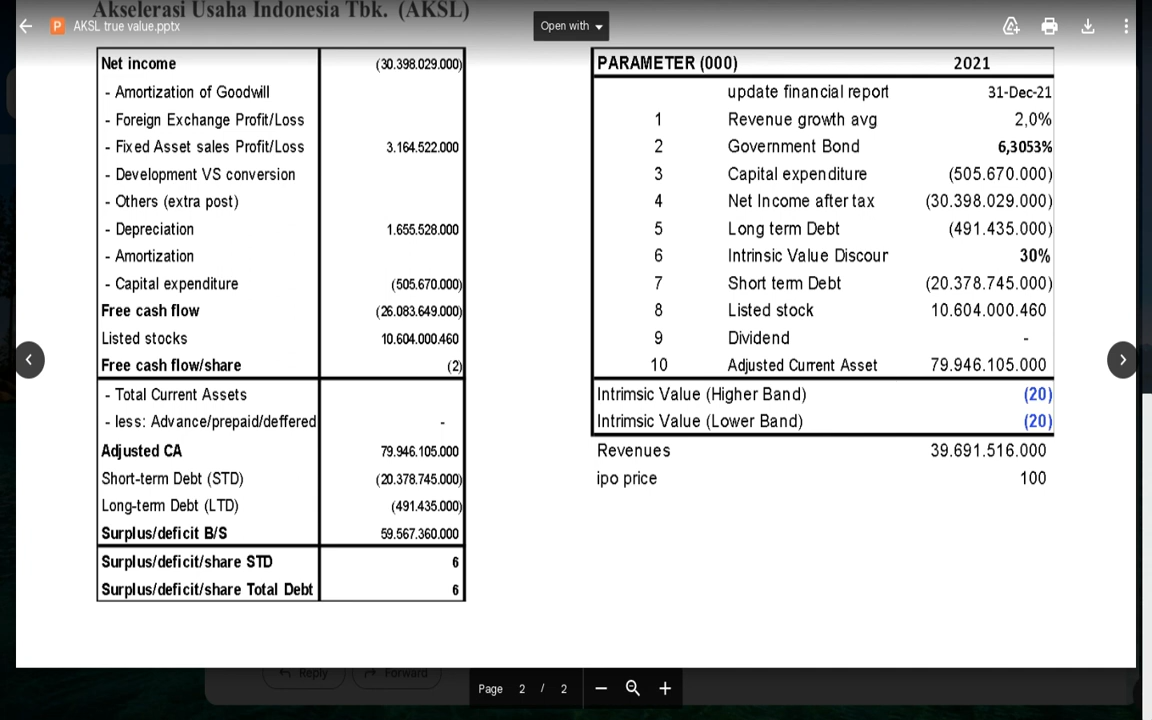 Akselerasi Usaha Indonesia Tbk. (AKSL)
AKSL true value.pptx
Open with
Net income (30.398.029.000)
- Amortization of Goodwill
- Foreign Exchange Profit/Loss
- Fixed Asset sales Profit/Loss 3.164.522.000
- Development VS conversion
- Others (extra post)
- Depreciation 1.655.528.000
- Amortization
- Capital expenditure (505.670.000)
Free cash flow (26.083.649.000)
Listed stocks 10.604.000.460
Free cash flow/share (2)
- Total Current Assets
- less: Advance/prepaid/deffered -
Adjusted CA 79.946.105.000
Short-term Debt (STD) (20.378.745.000)
Long-term Debt (LTD) (491.435.000)
Surplus/deficit B/S 59.567.360.000
Surplus/deficit/share STD 6
Surplus/deficit/share Total Debt 6
PARAMETER (000) 2021
update financial report 31-Dec-21
1 Revenue growth avg 2,0%
2 Government Bond 6,3053%
3 Capital expenditure (505.670.000)
4 Net Income after tax (30.398.029.000)
5 Long term Debt (491.435.000)
6 Intrinsic Value Discour 30%
7 Short term Debt (20.378.745.000)
8 Listed stock 10.604.000.460
9 Dividend -
10 Adjusted Current Asset 79.946.105.000
Intrimsic Value (Higher Band) (20)
Intrimsic Value (Lower Band) (20)
Revenues 39.691.516.000
ipo price 100
Reply Forward
Page 2 / 2